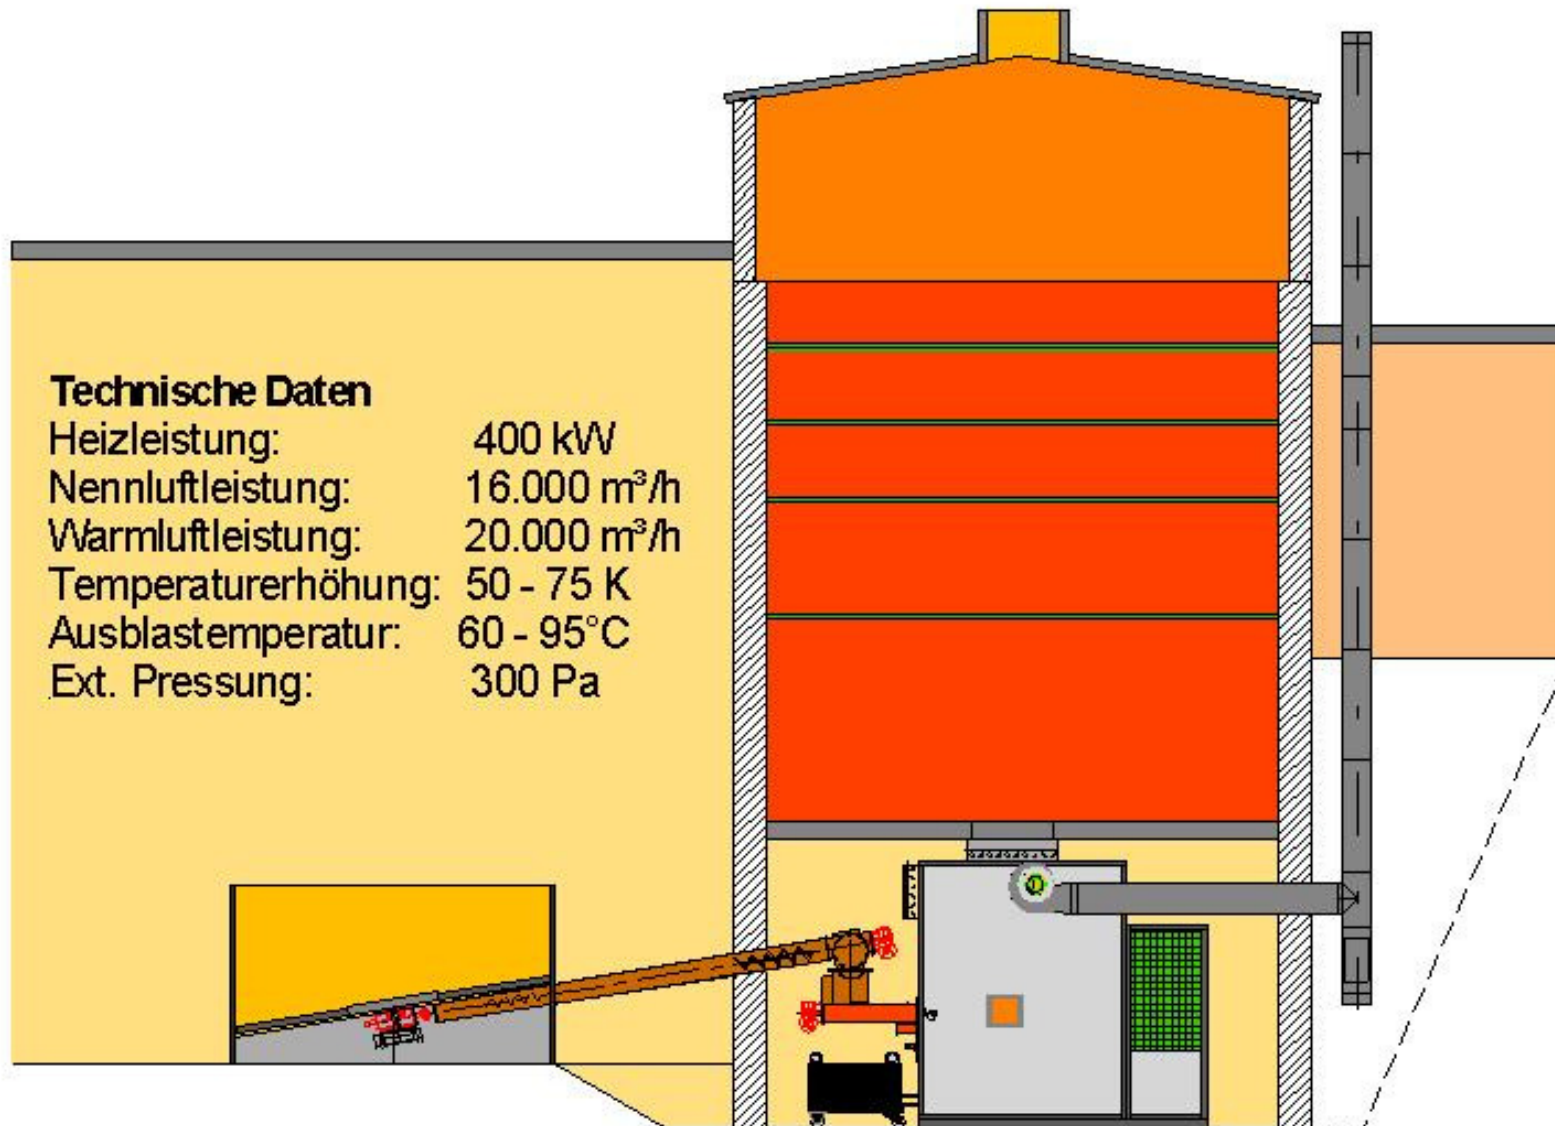 Technische Daten
Heizleistung: 400 kW
Nennluftleistung: 16.000 m³/h
Warmluftleistung: 20.000 m³/h
Temperaturerhöhung: 50 - 75 K
Ausblastemperatur: 60 - 95°C
Ext. Pressung: 300 Pa